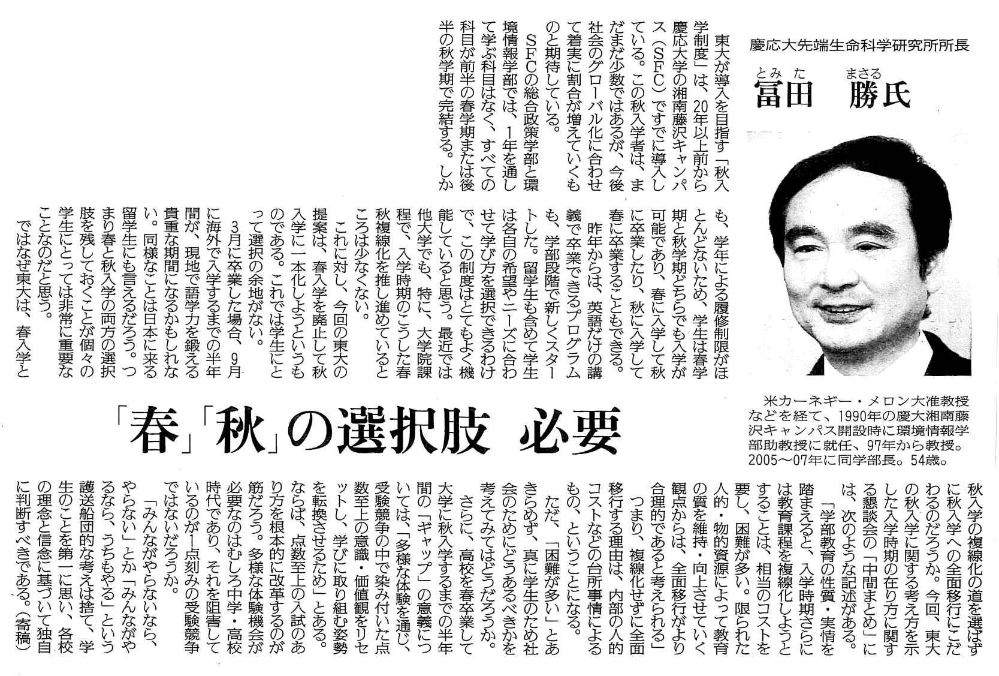 慶応大先端生命科学研究所所長
とみ た まさる
冨田 勝氏
米カーネギー・メロン大准教授
などを経て、1990年の慶大湘南藤
沢キャンパス開設時に環境情報学
部助教授に就任、97年から教授。
2005〜07年に同学部長。54歳。
「春」「秋」の選択肢 必要
東大が導入を目指す「秋入
学制度」は、20年以上前から
慶応大学の湘南藤沢キャンパ
ス(SFC)ですでに導入し
ている。この秋入学者は、ま
だまだ少数ではあるが、今後
社会のグローバル化に合わせ
て着実に割合が増えていくも
のと期待している。
SFCの総合政策学部と環
境情報学部では、1年を通し
て学ぶ科目はなく、すべての
科目が前半の春学期または後
半の秋学期で完結する。しか
も、学年による履修制限がほ
とんどないため、学生は春学
期と秋学期どちらでも入学が
可能であり、春に入学して秋
に卒業したり、秋に入学して
春に卒業することもできる。
昨年からは、英語だけの講
義で卒業できるプログラム
も、学部段階で新しくスター
トした。留学生も含めて学生
は各自の希望やニーズに合わ
せて学び方を選択できるわけ
で、この制度はとてもよく機
能していると思う。最近では
他大学でも、特に、大学院課
程で、入学時期のこうした春
秋複線化を推し進めていると
ころは少なくない。
これに対し、今回の東大の
提案は、春入学を廃止して秋
入学に一本化しようというも
のである。これでは学生にと
って選択の余地がない。
3月に卒業した場合、9月
に海外で入学するまでの半年
間が、現地で語学力を鍛える
貴重な期間になるかもしれな
い。同様なことは日本に来る
留学生にも言えるだろう。つ
まり春と秋入学の両方の選択
肢を残しておくことが個々の
学生にとっては非常に重要な
ことなのだと思う。
ではなぜ東大は、春入学と
秋入学の複線化の道を選ばず
に秋入学への全面移行にこだ
わるのだろうか。今回、東大
の秋入学に関する考え方を示
した入学時期の在り方に関す
る懇談会の「中間まとめ」に
は、次のような記述がある。
「学部教育の性質・実情を
踏まえると、入学時期さらに
は教育課程を複線化しようと
することは、相当のコストを
要し、困難が多い。限られた
人的・物的資源によって教育
の質を維持・向上させていく
観点からは、全面移行がより
合理的であると考えられる」
つまり、複線化せずに全面
移行する理由は、内部の人的
コストなどの台所事情による
もの、ということになる。
ただ、「困難が多い」とあ
きらめず、真に学生のため社
会のためにどうあるべきかを
考えてみてはどうだろうか。
さらに、高校を春卒業して
大学に秋入学するまでの半年
間の「ギャップ」の意義につ
いては、「多様な体験を通じ、
受験競争の中で染み付いた点
数至上の意識・価値観をリセ
ットし、学びに取り組む姿勢
を転換させるため」とある。
ならば、点数至上の入試のあ
り方を根本的に改革するのが
筋だろう。多様な体験機会が
必要なのはむしろ中学・高校
時代であり、それを阻害して
いるのが1点刻みの受験競争
ではないだろうか。
「みんながやらないなら、
やらない」とか「みんながや
るなら、うちもやる」という
護送船団的な考えは捨て、学
生のことを第一に思い、各校
の理念と信念に基づいて独自
に判断すべきである。(寄稿)